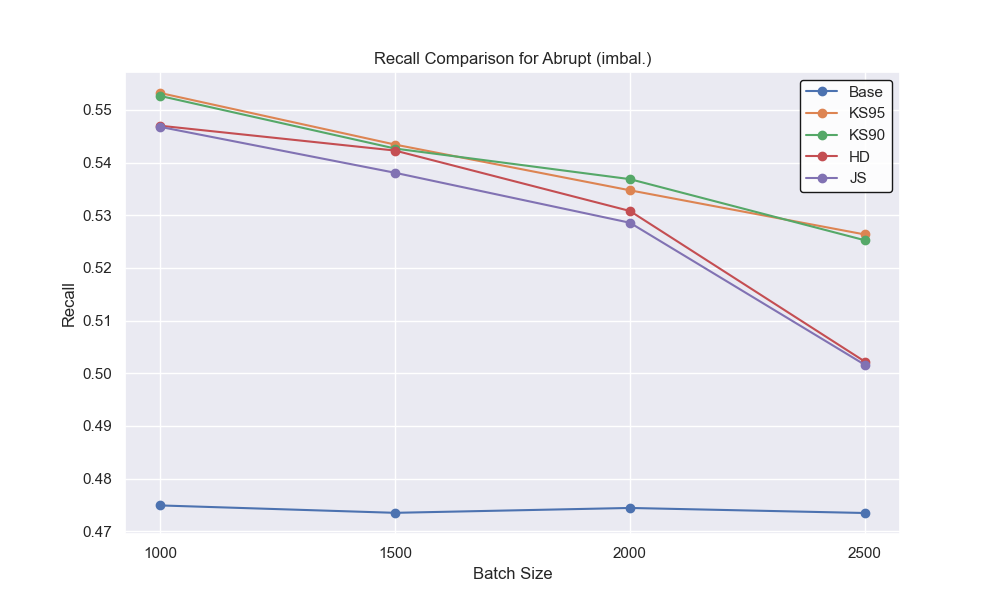 Recall Comparison for Abrupt (imbal.)
Base
KS95
KS90
HD
JS
0.55
0.54
0.53
0.52
0.51
0.50
0.49
0.48
0.47
Recall
1000 1500 2000 2500
Batch Size